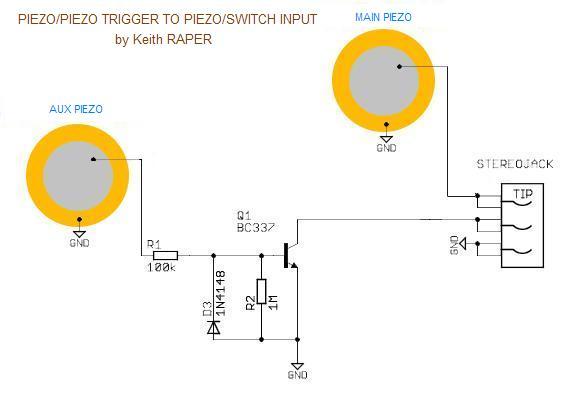 PIEZO/PIEZO TRIGGER TO PIEZO/SWITCH INPUT
by Keith RAPER
MAIN PIEZO
AUX PIEZO
GND
STEREOJACK
TIP
Q1
BC337
GND
GND
R1
100k
D3
1N4148
R2
1M
GND